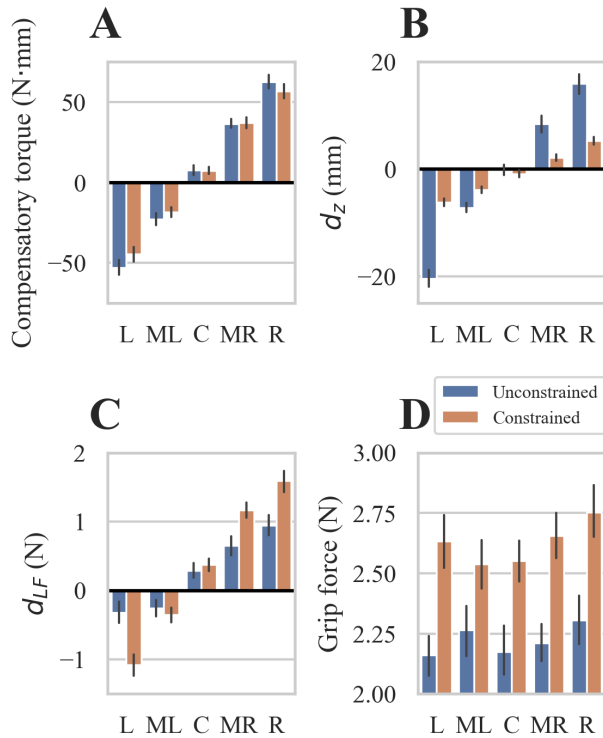 A
Compensatory torque (N·mm)
50
0
−50
L ML C MR R
B
d_z (mm)
20
0
−20
L ML C MR R
C
d_LF (N)
2
1
0
−1
L ML C MR R
Unconstrained
Constrained
D
Grip force (N)
3.00
2.75
2.50
2.25
2.00
L ML C MR R